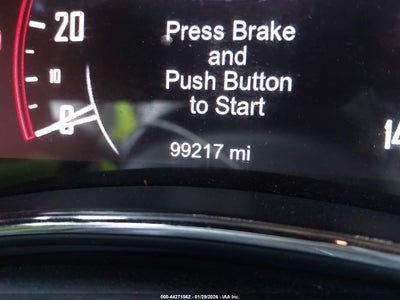 20
Press Brake
and
Push Button
to Start
10
0
99217 mi
14
000-44271562 | 01/29/2026 - IAA Inc.